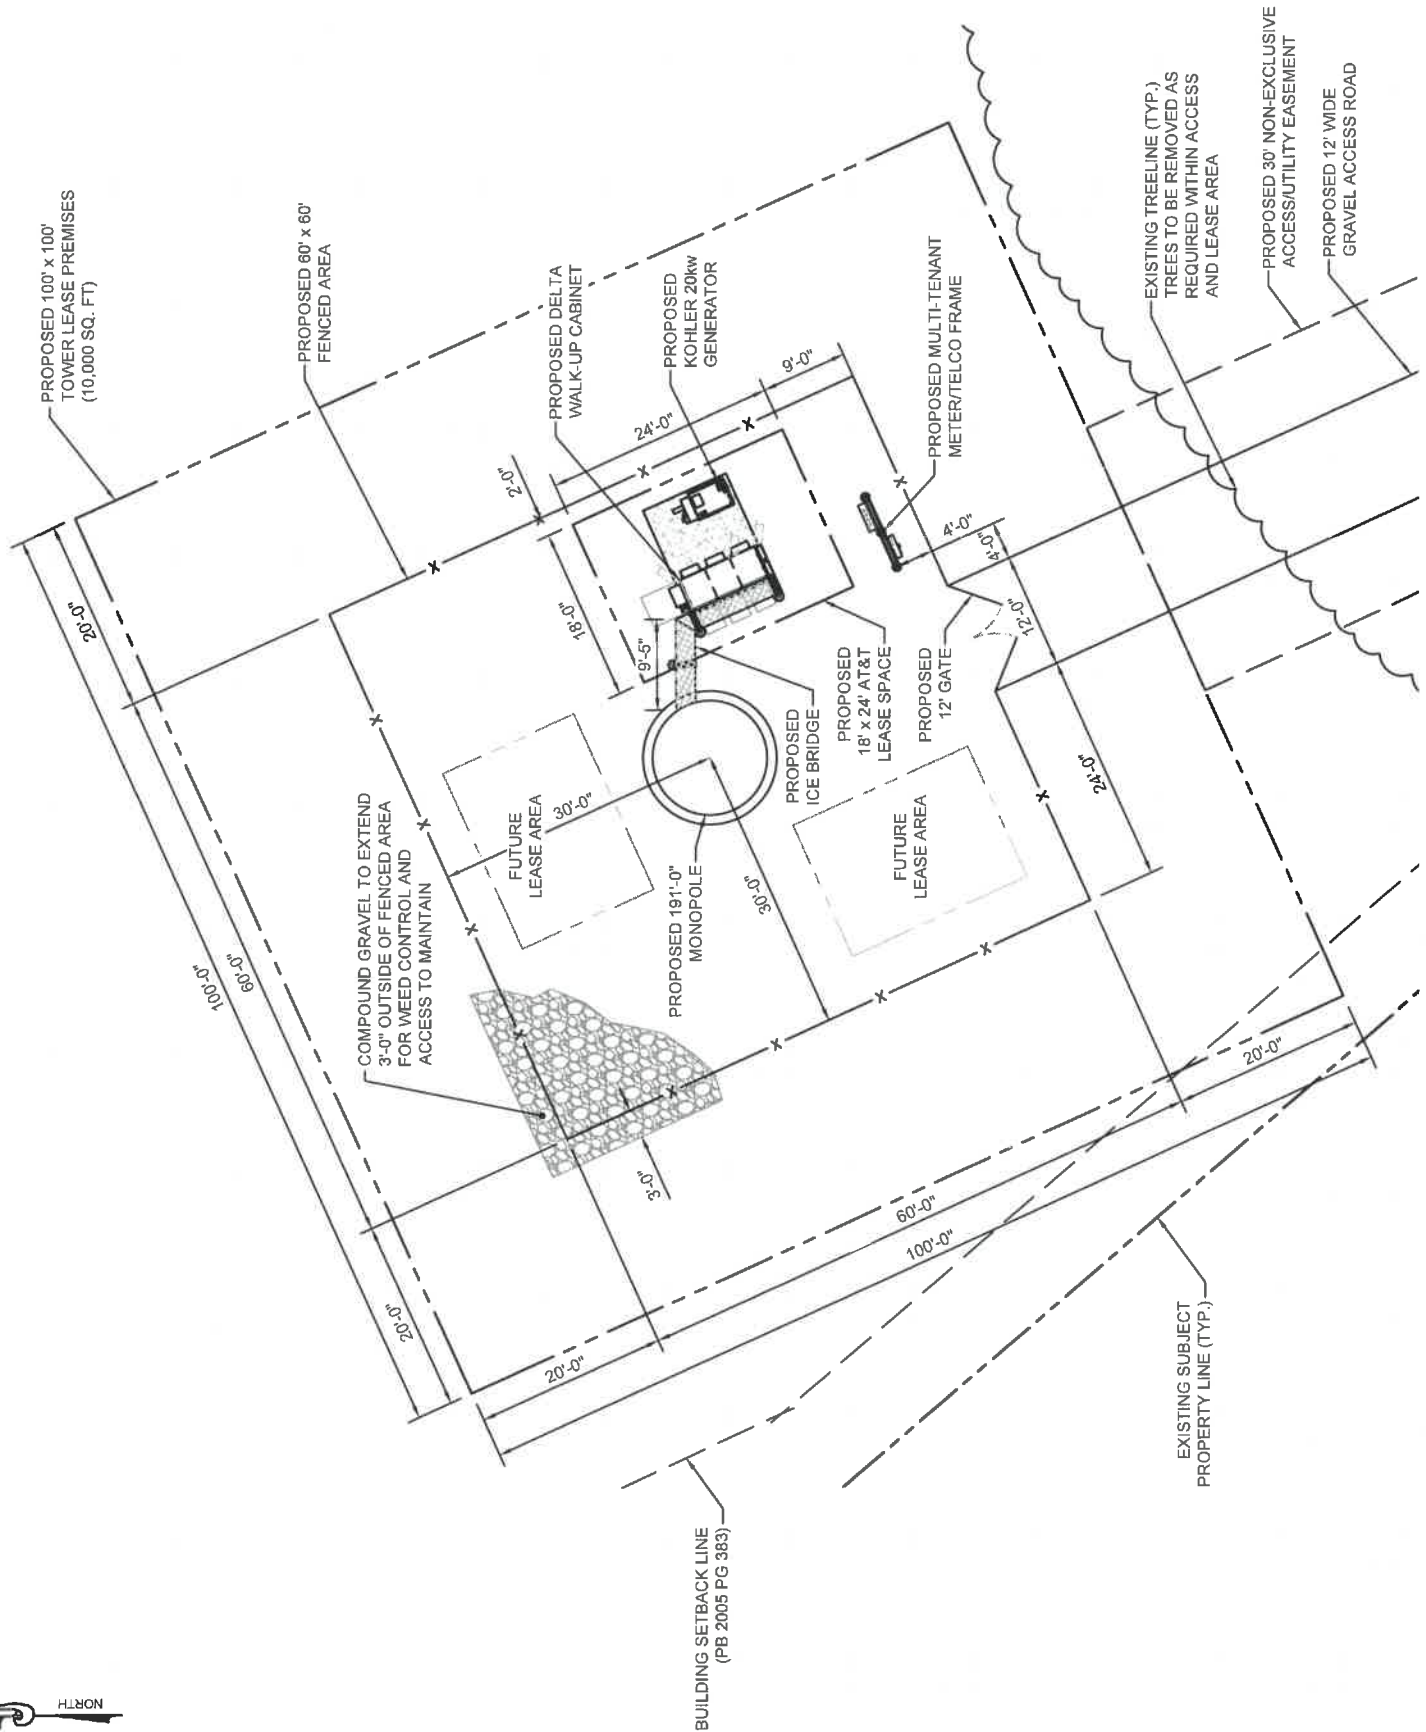 PROPOSED 100' x 100'
TOWER LEASE PREMISES
(10,000 SQ. FT)
PROPOSED 60' x 60'
FENCED AREA
PROPOSED DELTA
WALK-UP CABINET
PROPOSED
KOHLER 20kw
GENERATOR
PROPOSED MULTI-TENANT
METER/TELCO FRAME
EXISTING TREELINE (TYP.)
TREES TO BE REMOVED AS
REQUIRED WITHIN ACCESS
AND LEASE AREA
PROPOSED 30' NON-EXCLUSIVE
ACCESS/UTILITY EASEMENT
PROPOSED 12' WIDE
GRAVEL ACCESS ROAD
2'-0"
24'-0"
9'-0"
20'-0"
18'-0"
9'-5"
4'-0"
4'-0"
12'-0"
24'-0"
PROPOSED
ICE BRIDGE
PROPOSED
18' x 24' AT&T
LEASE SPACE
PROPOSED
12' GATE
COMPOUND GRAVEL TO EXTEND
3'-0" OUTSIDE OF FENCED AREA
FOR WEED CONTROL AND
ACCESS TO MAINTAIN
FUTURE
LEASE AREA
30'-0"
PROPOSED 191'-0"
MONOPOLE
30'-0"
FUTURE
LEASE AREA
100'-0"
60'-0"
20'-0"
3'-0"
20'-0"
60'-0"
100'-0"
20'-0"
BUILDING SETBACK LINE
(PB 2005 PG 383)
EXISTING SUBJECT
PROPERTY LINE (TYP.)
NORTH
X
X
X
X
X
X
X
X
X
X
X
X
X
X